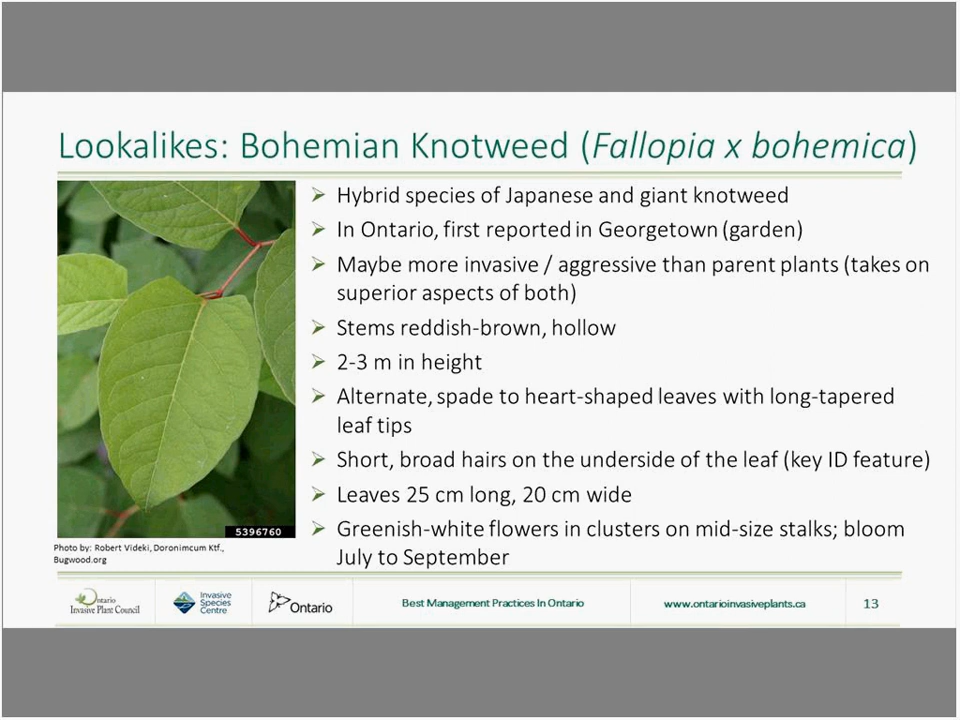 Lookalikes: Bohemian Knotweed (Fallopia x bohemica)
➢ Hybrid species of Japanese and giant knotweed
➢ In Ontario, first reported in Georgetown (garden)
➢ Maybe more invasive / aggressive than parent plants (takes on
superior aspects of both)
➢ Stems reddish-brown, hollow
➢ 2-3 m in height
➢ Alternate, spade to heart-shaped leaves with long-tapered
leaf tips
➢ Short, broad hairs on the underside of the leaf (key ID feature)
➢ Leaves 25 cm long, 20 cm wide
➢ Greenish-white flowers in clusters on mid-size stalks; bloom
July to September
5396760
Photo by: Robert Videki, Doronimcum Ktf.,
Bugwood.org
Ontario
Invasive Plant Council
Invasive
Species
Centre
Ontario
Best Management Practices In Ontario
www.ontarioinvasiveplants.ca
13